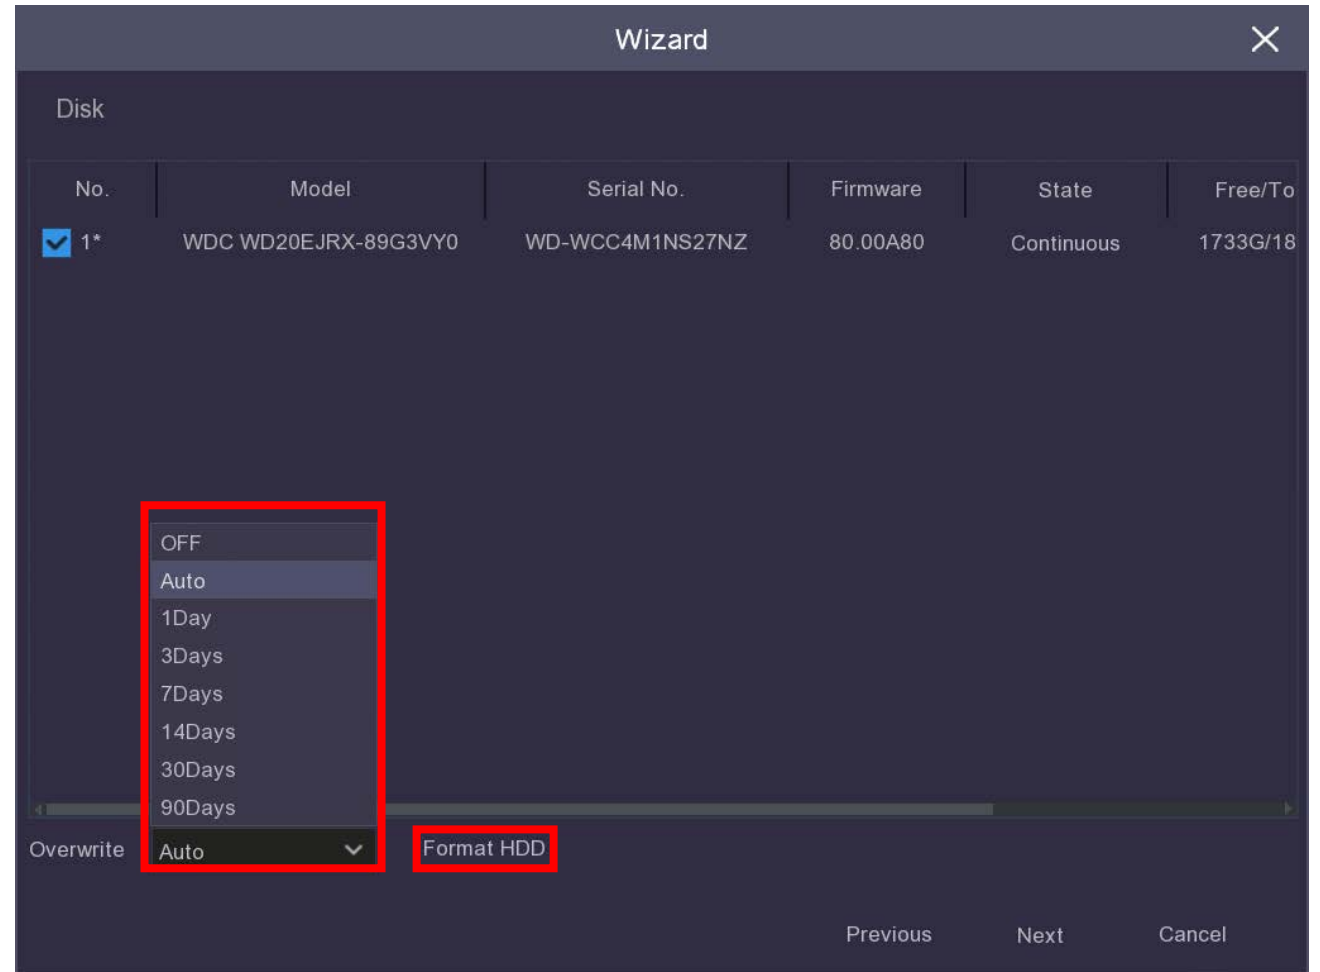 Wizard
Disk
No. Model Serial No. Firmware State Free/To
1* WDC WD20EJRX-89G3VY0 WD-WCC4M1NS27NZ 80.00A80 Continuous 1733G/18
OFF
Auto
1Day
3Days
7Days
14Days
30Days
90Days
Overwrite Auto Format HDD
Previous Next Cancel